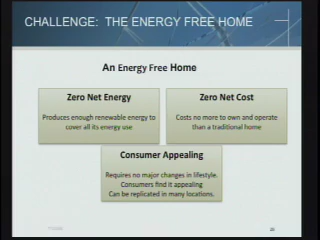 CHALLENGE: THE ENERGY FREE HOME
An Energy Free Home
Zero Net Energy
Produces enough renewable energy to
cover all its energy use
Zero Net Cost
Costs no more to own and operate
than a traditional home
Consumer Appealing
Requires no major changes in lifestyle.
Consumers find it appealing
Can be replicated in many locations.